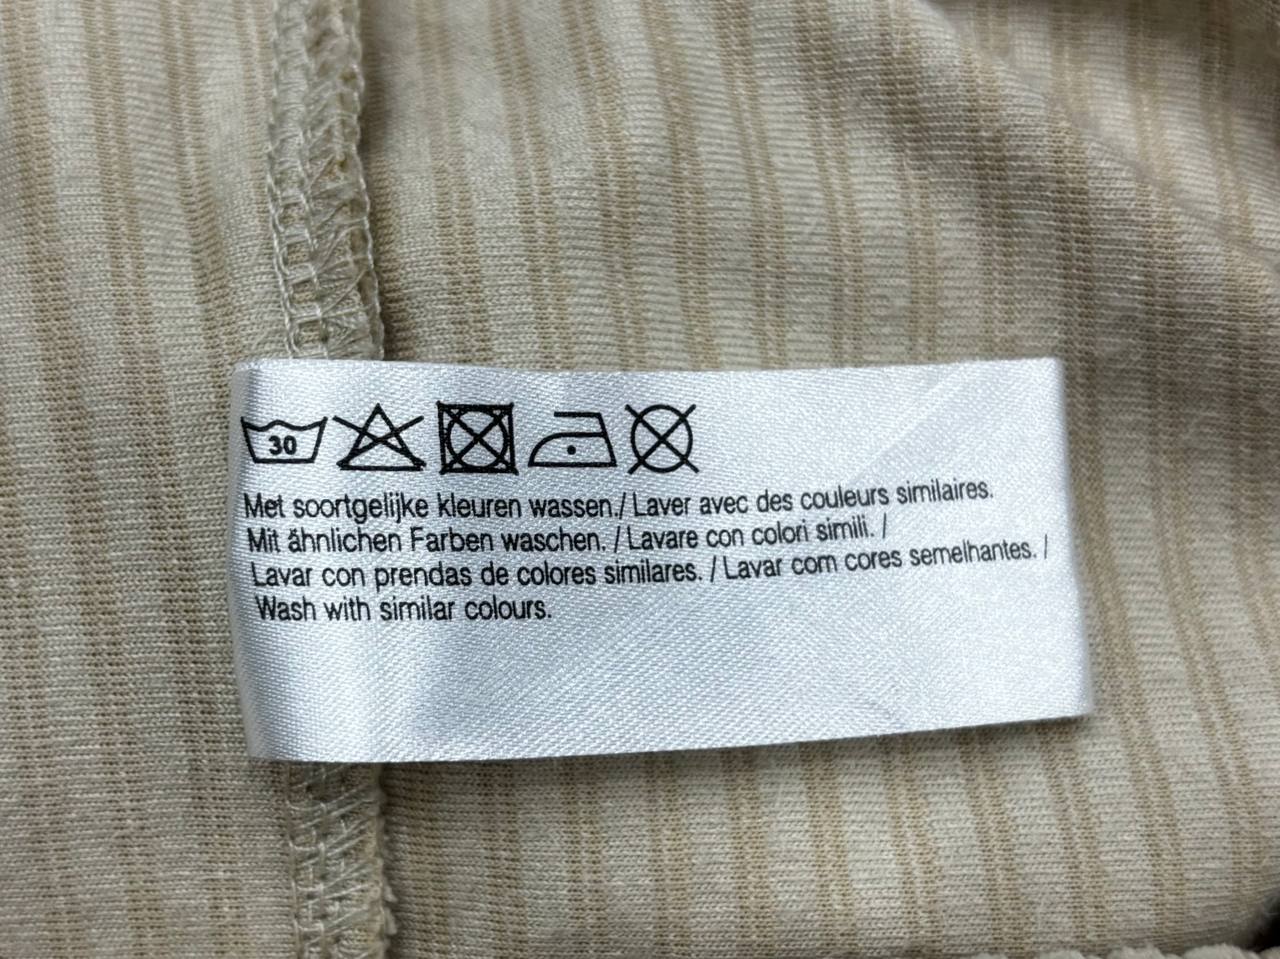 30
Met soortgelijke kleuren wassen./ Laver avec des couleurs similaires.
Mit ähnlichen Farben waschen. / Lavare con colori simili. /
Lavar con prendas de colores similares. / Lavar com cores semelhantes. /
Wash with similar colours.